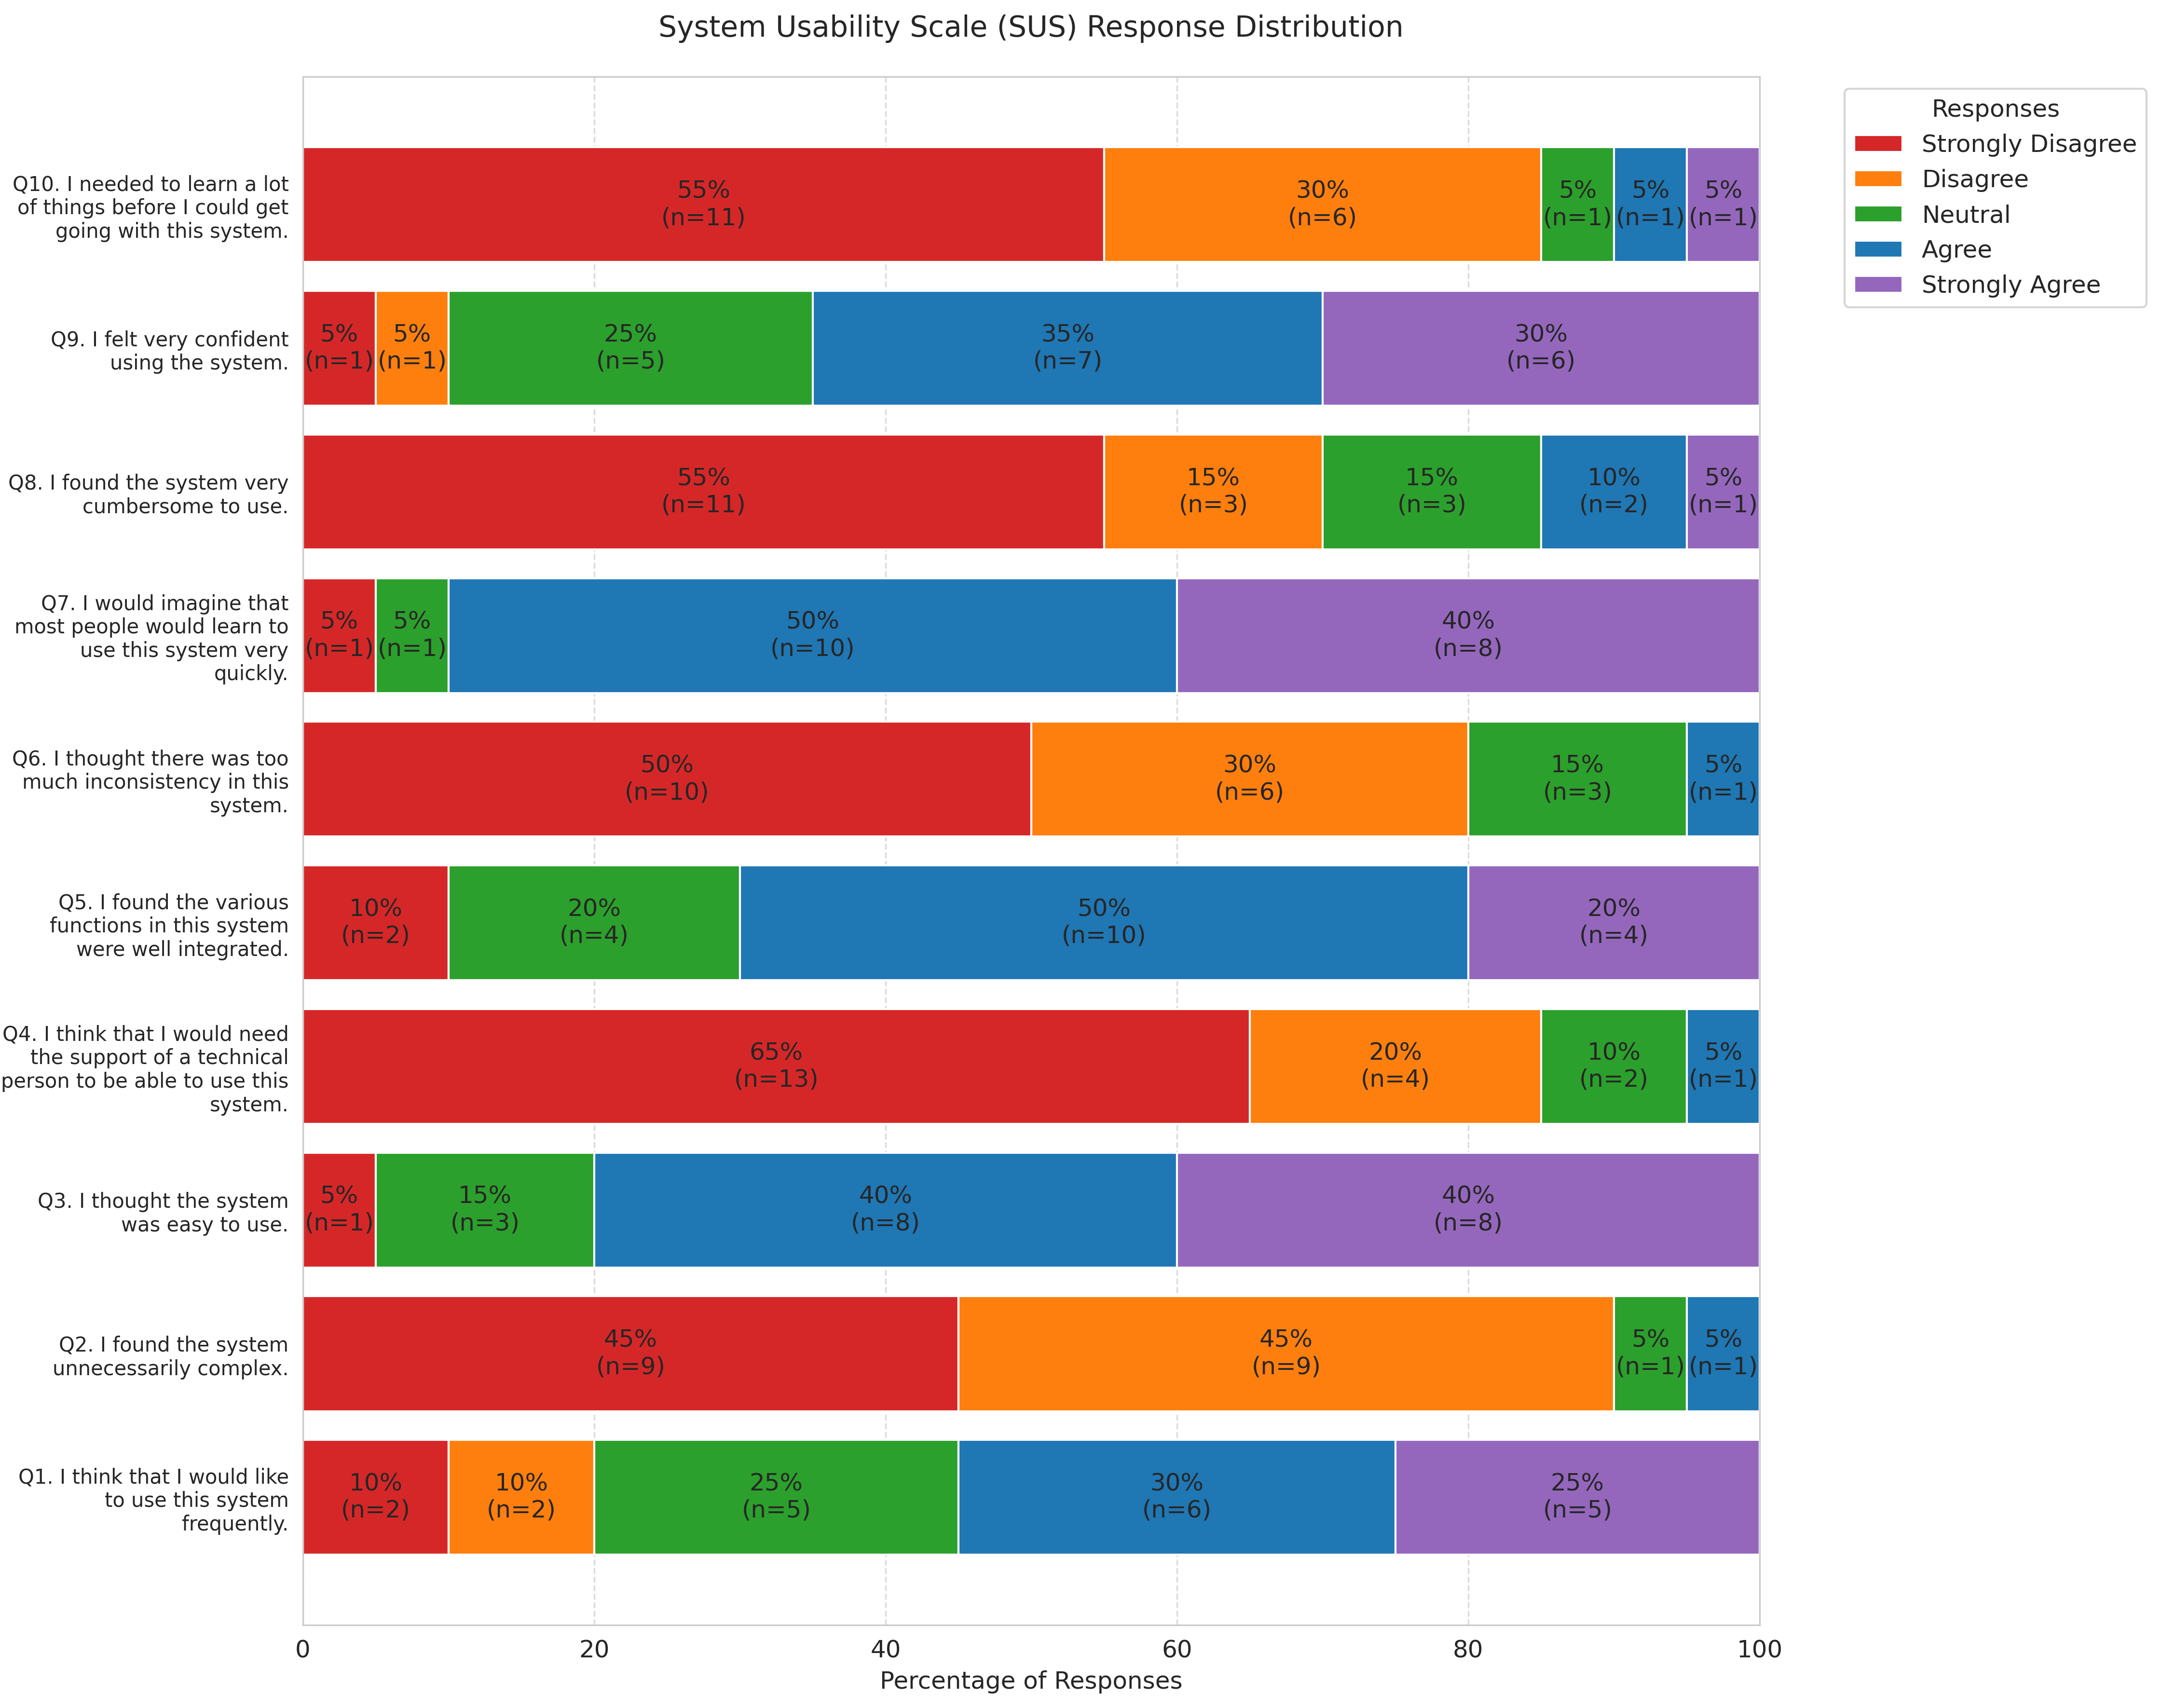 System Usability Scale (SUS) Response Distribution
Responses
Strongly Disagree
Disagree
Neutral
Agree
Strongly Agree
Q10. I needed to learn a lot
of things before I could get
going with this system.
55%
(n=11)
30%
(n=6)
5%
(n=1)
5%
(n=1)
5%
(n=1)
Q9. I felt very confident
using the system.
5%
(n=1)
5%
(n=1)
25%
(n=5)
35%
(n=7)
30%
(n=6)
Q8. I found the system very
cumbersome to use.
55%
(n=11)
15%
(n=3)
15%
(n=3)
10%
(n=2)
5%
(n=1)
Q7. I would imagine that
most people would learn to
use this system very
quickly.
5%
(n=1)
5%
(n=1)
50%
(n=10)
40%
(n=8)
Q6. I thought there was too
much inconsistency in this
system.
50%
(n=10)
30%
(n=6)
15%
(n=3)
5%
(n=1)
Q5. I found the various
functions in this system
were well integrated.
10%
(n=2)
20%
(n=4)
50%
(n=10)
20%
(n=4)
Q4. I think that I would need
the support of a technical
person to be able to use this
system.
65%
(n=13)
20%
(n=4)
10%
(n=2)
5%
(n=1)
Q3. I thought the system
was easy to use.
5%
(n=1)
15%
(n=3)
40%
(n=8)
40%
(n=8)
Q2. I found the system
unnecessarily complex.
45%
(n=9)
45%
(n=9)
5%
(n=1)
5%
(n=1)
Q1. I think that I would like
to use this system
frequently.
10%
(n=2)
10%
(n=2)
25%
(n=5)
30%
(n=6)
25%
(n=5)
0
20
40
60
80
100
Percentage of Responses